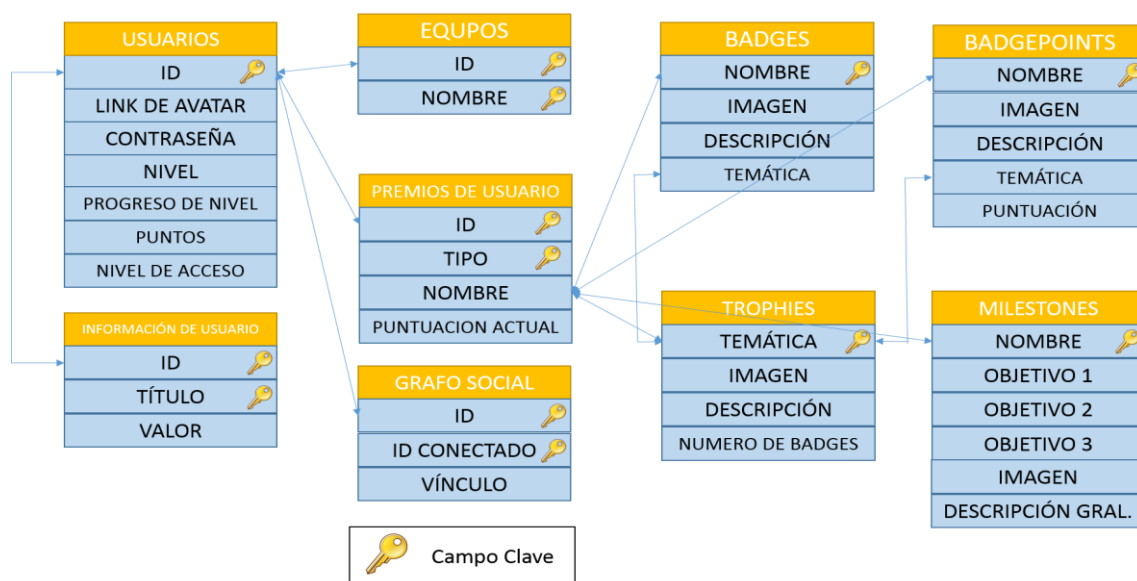 USUARIOS
ID
LINK DE AVATAR
CONTRASEÑA
NIVEL
PROGRESO DE NIVEL
PUNTOS
NIVEL DE ACCESO
INFORMACIÓN DE USUARIO
ID
TÍTULO
VALOR
EQUPOS
ID
NOMBRE
PREMIOS DE USUARIO
ID
TIPO
NOMBRE
PUNTUACION ACTUAL
GRAFO SOCIAL
ID
ID CONECTADO
VÍNCULO
Campo Clave
BADGES
NOMBRE
IMAGEN
DESCRIPCIÓN
TEMÁTICA
TROPHIES
TEMÁTICA
IMAGEN
DESCRIPCIÓN
NUMERO DE BADGES
BADGEPOINTS
NOMBRE
IMAGEN
DESCRIPCIÓN
TEMÁTICA
PUNTUACIÓN
MILESTONES
NOMBRE
OBJETIVO 1
OBJETIVO 2
OBJETIVO 3
IMAGEN
DESCRIPCIÓN GRAL.